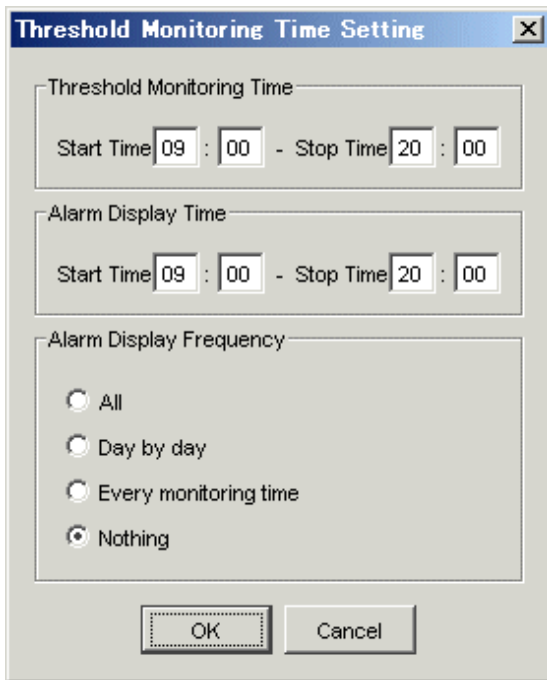 Threshold Monitoring Time Setting
Threshold Monitoring Time
Start Time 09 : 00 - Stop Time 20 : 00
Alarm Display Time
Start Time 09 : 00 - Stop Time 20 : 00
Alarm Display Frequency
All
Day by day
Every monitoring time
Nothing
OK Cancel